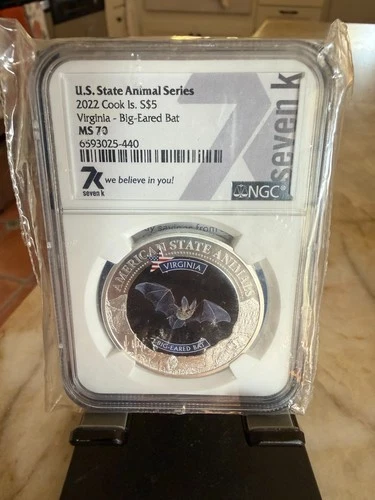 U.S. State Animal Series
2022 Cook Is. S$5
Virginia - Big-Eared Bat
MS 70
6593025-440
7k
seven k
we believe in you!
NGC
seven k
AMERICAN STATE ANIMALS
VIRGINIA
BIG-EARED BAT